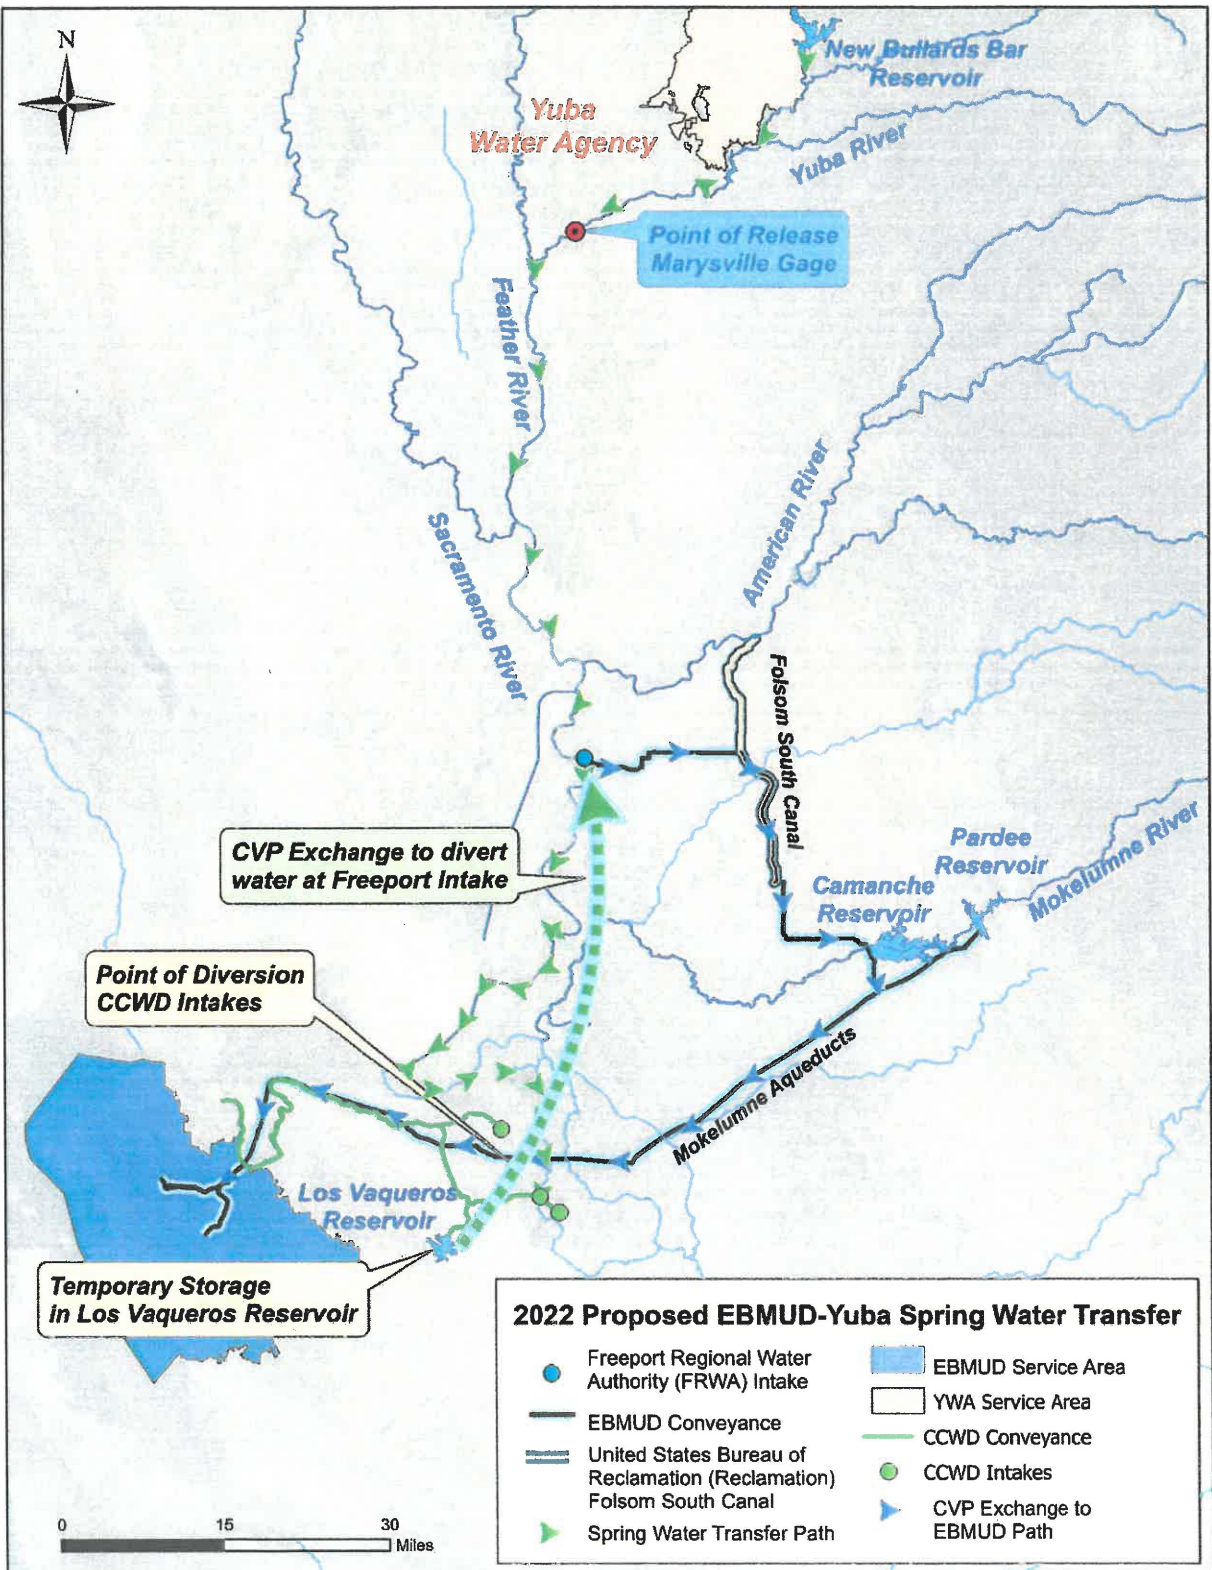 N
New Bullards Bar
Reservoir
Yuba
Water Agency
Yuba River
Point of Release
Marysville Gage
Feather River
American River
Sacramento River
Folsom South Canal
CVP Exchange to divert
water at Freeport Intake
Pardee
Reservoir
Mokelumne River
Camanche
Reservoir
Point of Diversion
CCWD Intakes
Mokelumne Aqueducts
Los Vaqueros
Reservoir
Temporary Storage
in Los Vaqueros Reservoir
2022 Proposed EBMUD-Yuba Spring Water Transfer
Freeport Regional Water
Authority (FRWA) Intake
EBMUD Conveyance
United States Bureau of
Reclamation (Reclamation)
Folsom South Canal
Spring Water Transfer Path
EBMUD Service Area
YWA Service Area
CCWD Conveyance
CCWD Intakes
CVP Exchange to
EBMUD Path
0 15 30
Miles